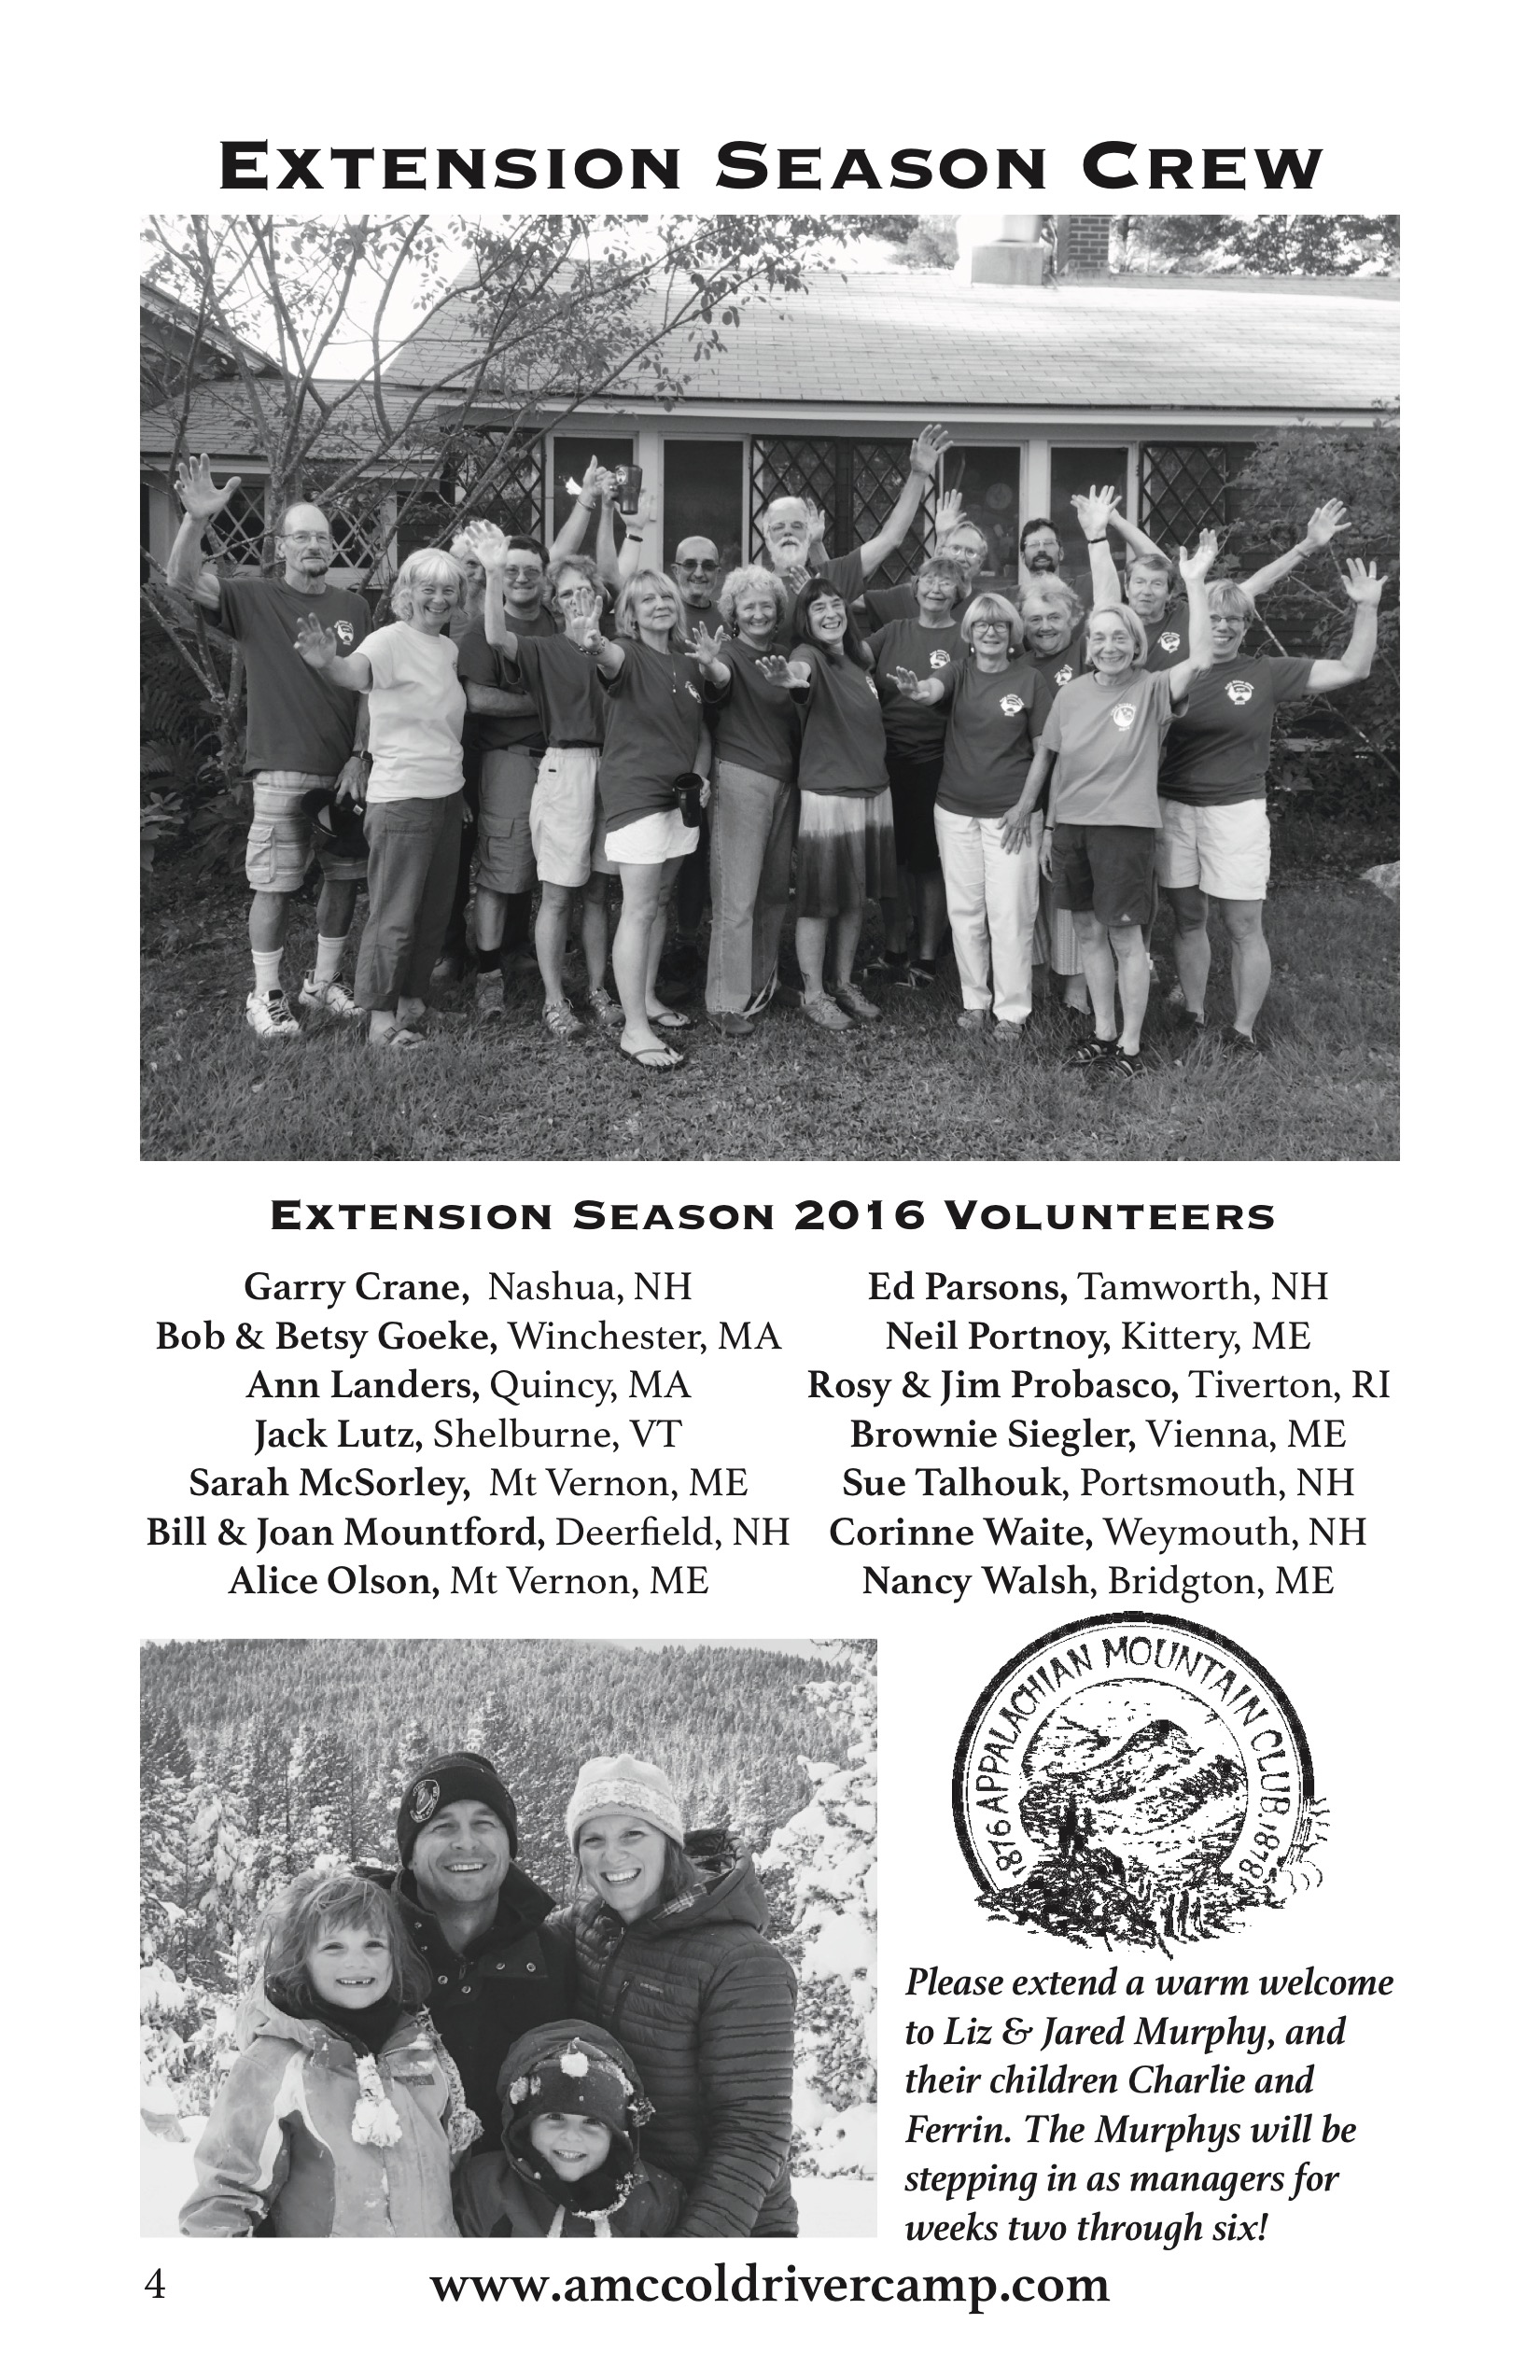 Extension Season Crew
Extension Season 2016 Volunteers
Garry Crane,  Nashua, NH
Bob & Betsy Goeke, Winchester, MA
Ann Landers, Quincy, MA
Jack Lutz, Shelburne, VT
Sarah McSorley,  Mt Vernon, ME
Bill & Joan Mountford, Deerfield, NH
Alice Olson, Mt Vernon, ME
Ed Parsons, Tamworth, NH
Neil Portnoy, Kittery, ME
Rosy & Jim Probasco, Tiverton, RI
Brownie Siegler, Vienna, ME
Sue Talhouk, Portsmouth, NH
Corinne Waite, Weymouth, NH
Nancy Walsh, Bridgton, ME
1876 APPALACHIAN MOUNTAIN CLUB
Please extend a warm welcome
to Liz & Jared Murphy, and
their children Charlie and
Ferrin. The Murphys will be
stepping in as managers for
weeks two through six!
4
www.amccoldrivercamp.com